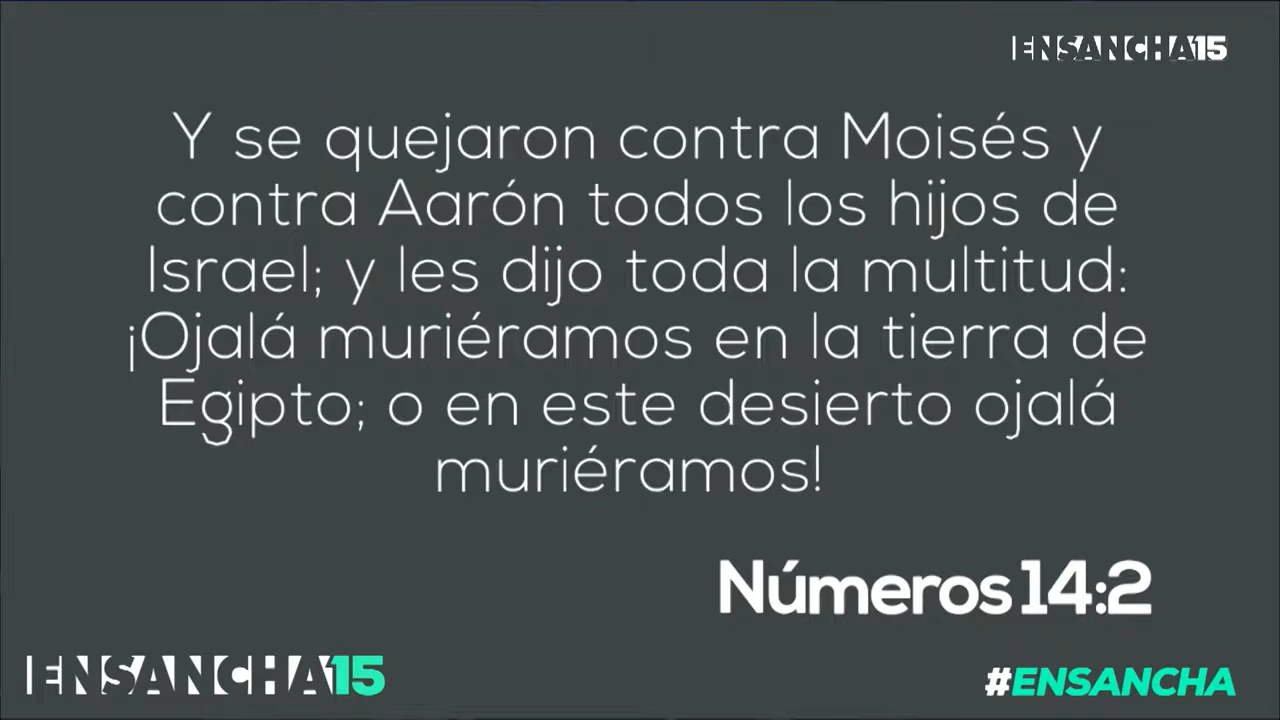 ENSANCHA15
Y se quejaron contra Moisés y
contra Aarón todos los hijos de
Israel; y les dijo toda la multitud:
¡Ojalá muriéramos en la tierra de
Egipto; o en este desierto ojalá
muriéramos!
Números 14:2
ENSANCHA15
#ENSANCHA